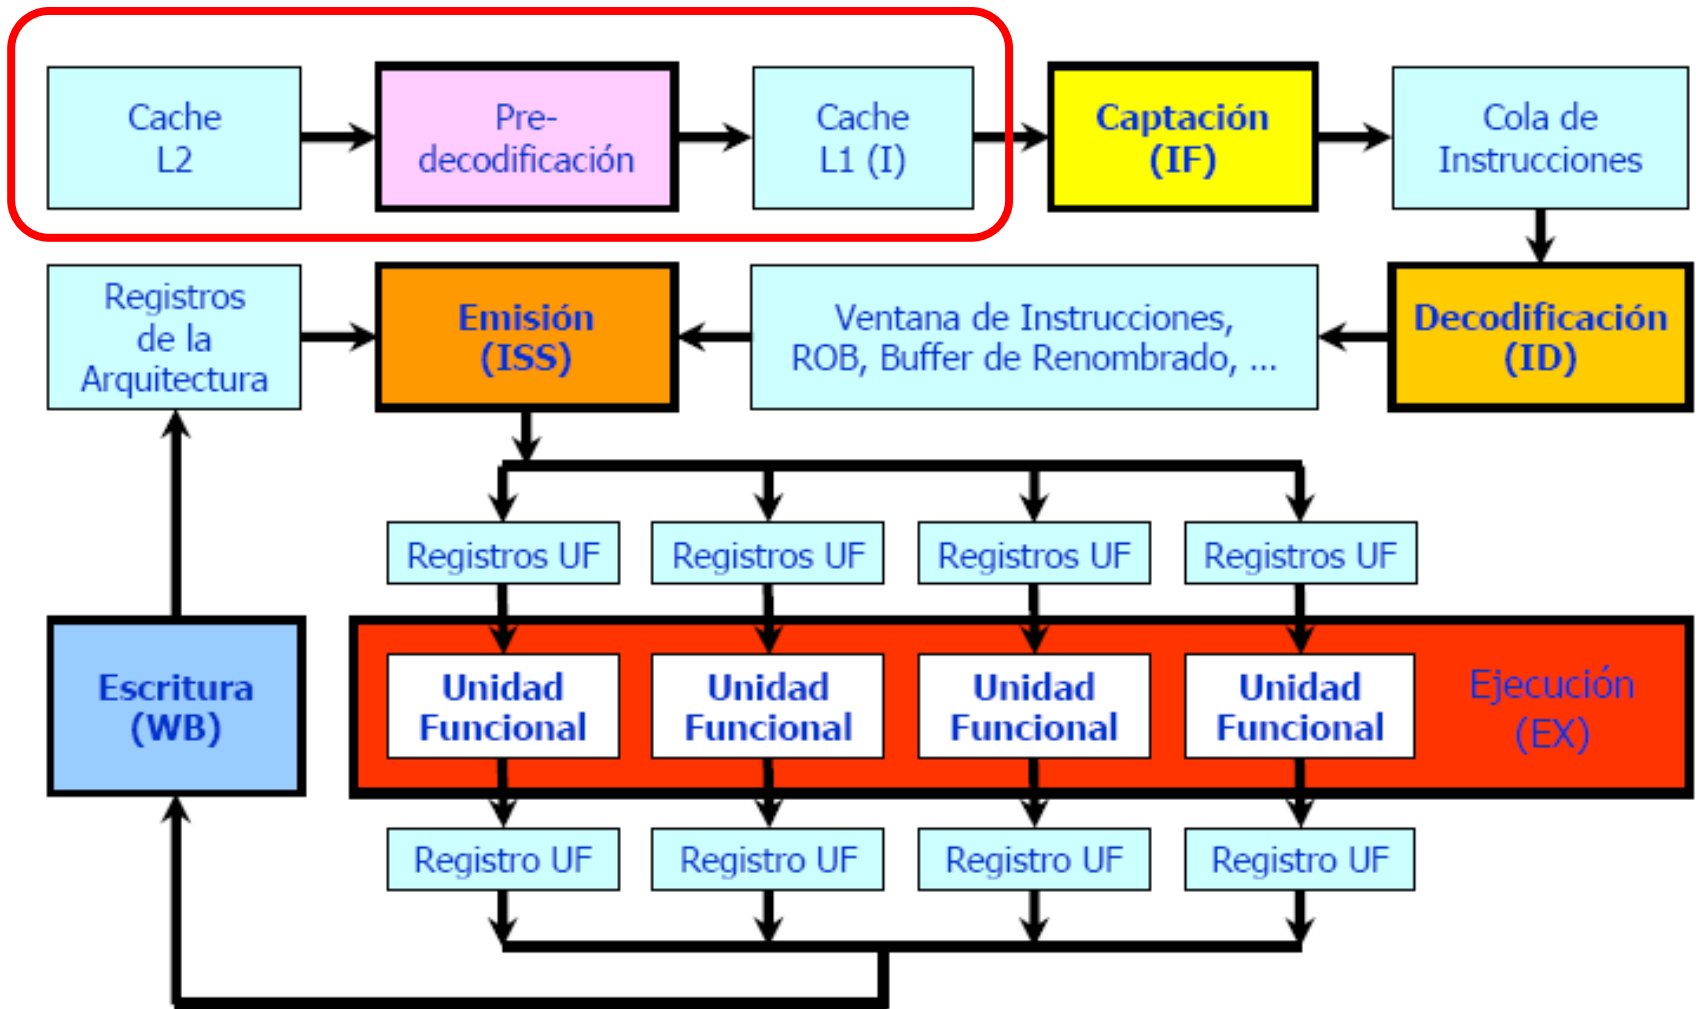 Cache
L2
Pre-
decodificación
Cache
L1 (I)
Captación
(IF)
Cola de
Instrucciones
Registros
de la
Arquitectura
Emisión
(ISS)
Ventana de Instrucciones,
ROB, Buffer de Renombrado, ...
Decodificación
(ID)
Registros UF
Registros UF
Registros UF
Registros UF
Escritura
(WB)
Unidad
Funcional
Unidad
Funcional
Unidad
Funcional
Unidad
Funcional
Ejecución
(EX)
Registro UF
Registro UF
Registro UF
Registro UF